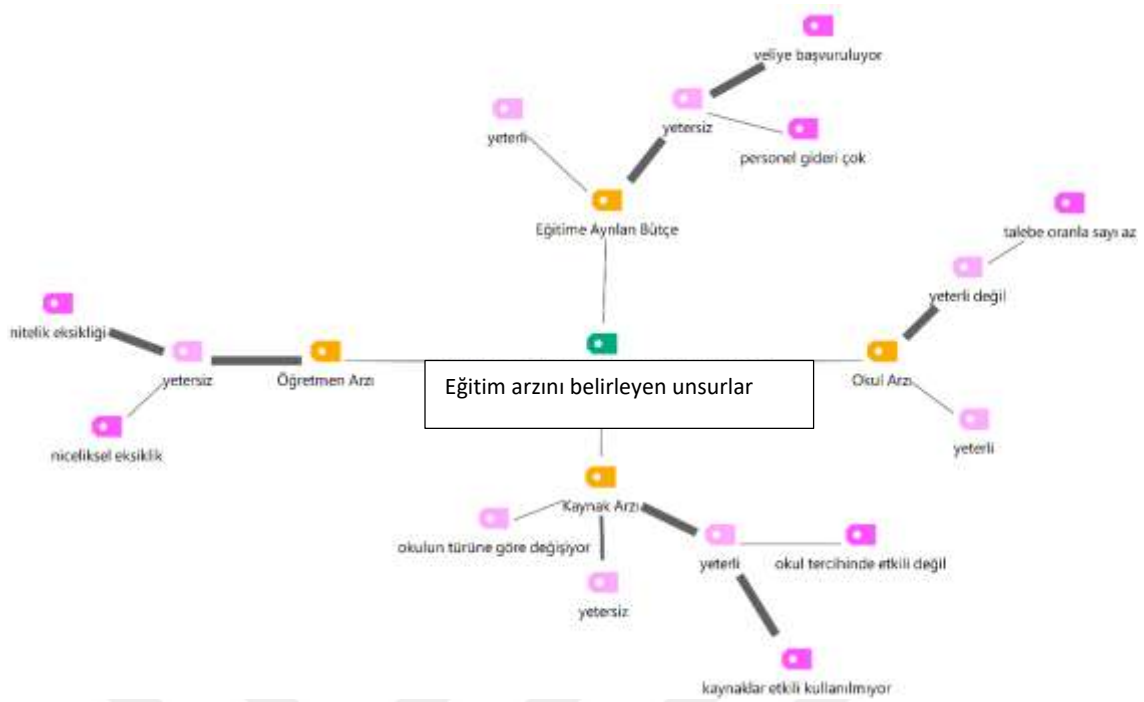 veliye başvuruluyor
yeterli
yetersiz
personel gideri çok
Eğitime Ayrılan Bütçe
talebe oranla sayı az
yeterli değil
nitelik eksikliği
yetersiz
Öğretmen Arzı
Eğitim arzını belirleyen unsurlar
Okul Arzı
niceliksel eksiklik
yeterli
Kaynak Arzı
okulun türüne göre değişiyor
yeterli
okul tercihinde etkili değil
yetersiz
kaynaklar etkili kullanılmıyor